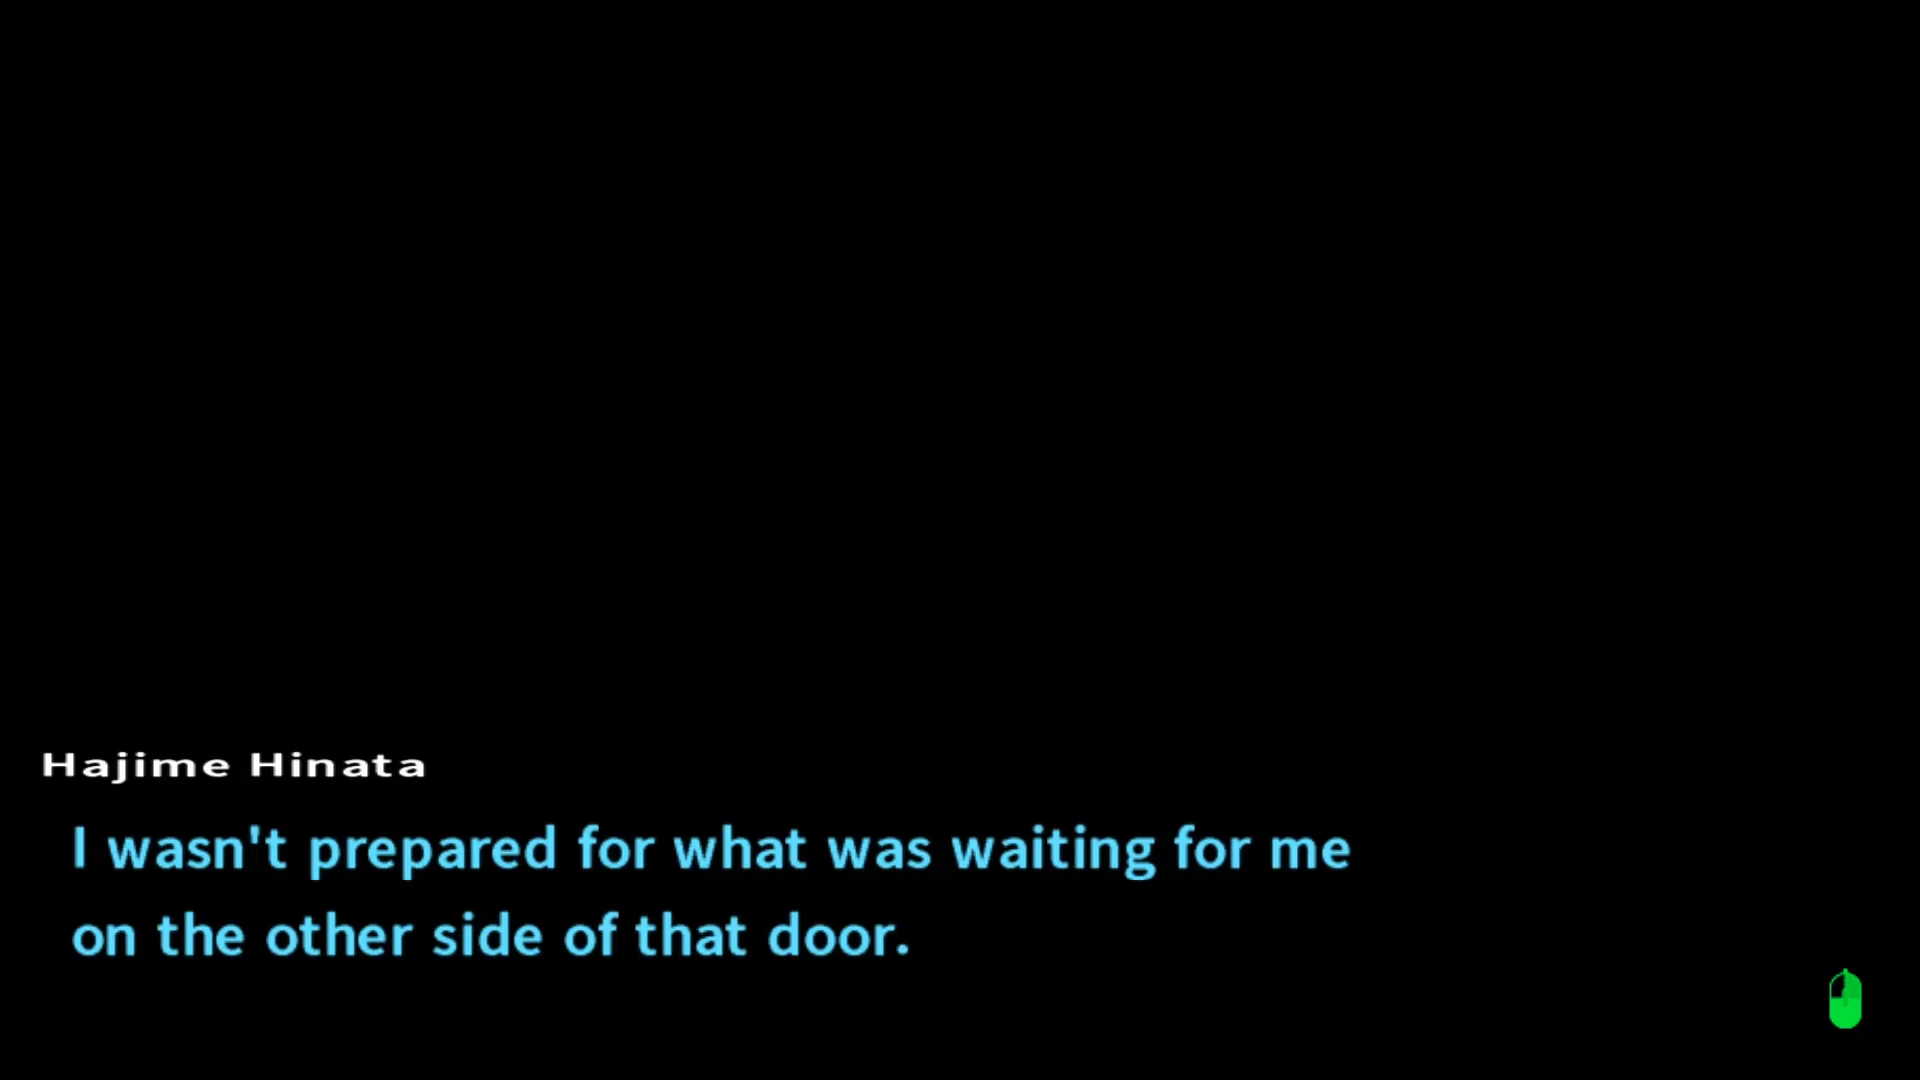 Hajime Hinata
I wasn't prepared for what was waiting for me
on the other side of that door.